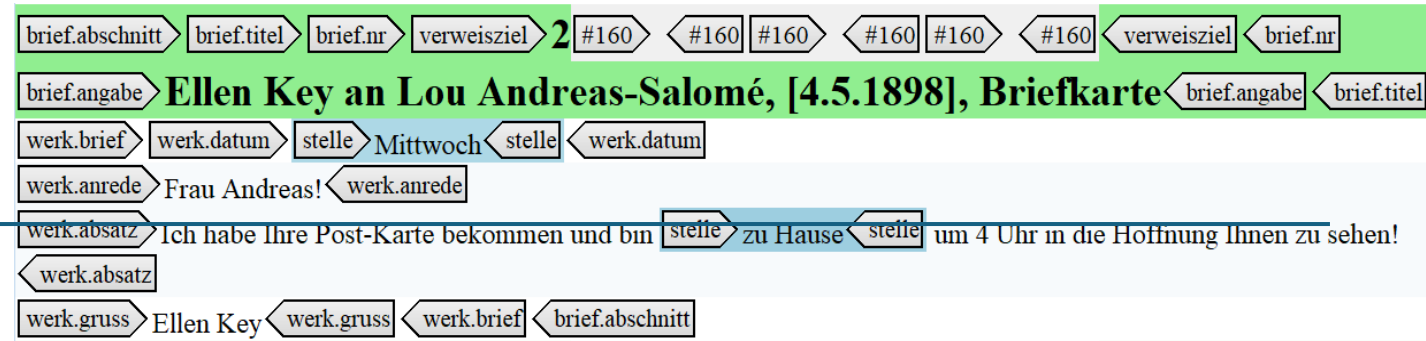 brief.abschnitt brief.titel brief.nr verweisziel 2 #160 #160 #160 #160 #160 #160 verweisziel brief.nr
brief.angabe Ellen Key an Lou Andreas-Salomé, [4.5.1898], Briefkarte brief.angabe brief.titel
werk.brief werk.datum stelle Mittwoch stelle werk.datum
werk.anrede Frau Andreas! werk.anrede
werk.absatz Ich habe Ihre Post-Karte bekommen und bin stelle zu Hause stelle um 4 Uhr in die Hoffnung Ihnen zu sehen!
werk.absatz
werk.gruss Ellen Key werk.gruss werk.brief brief.abschnitt